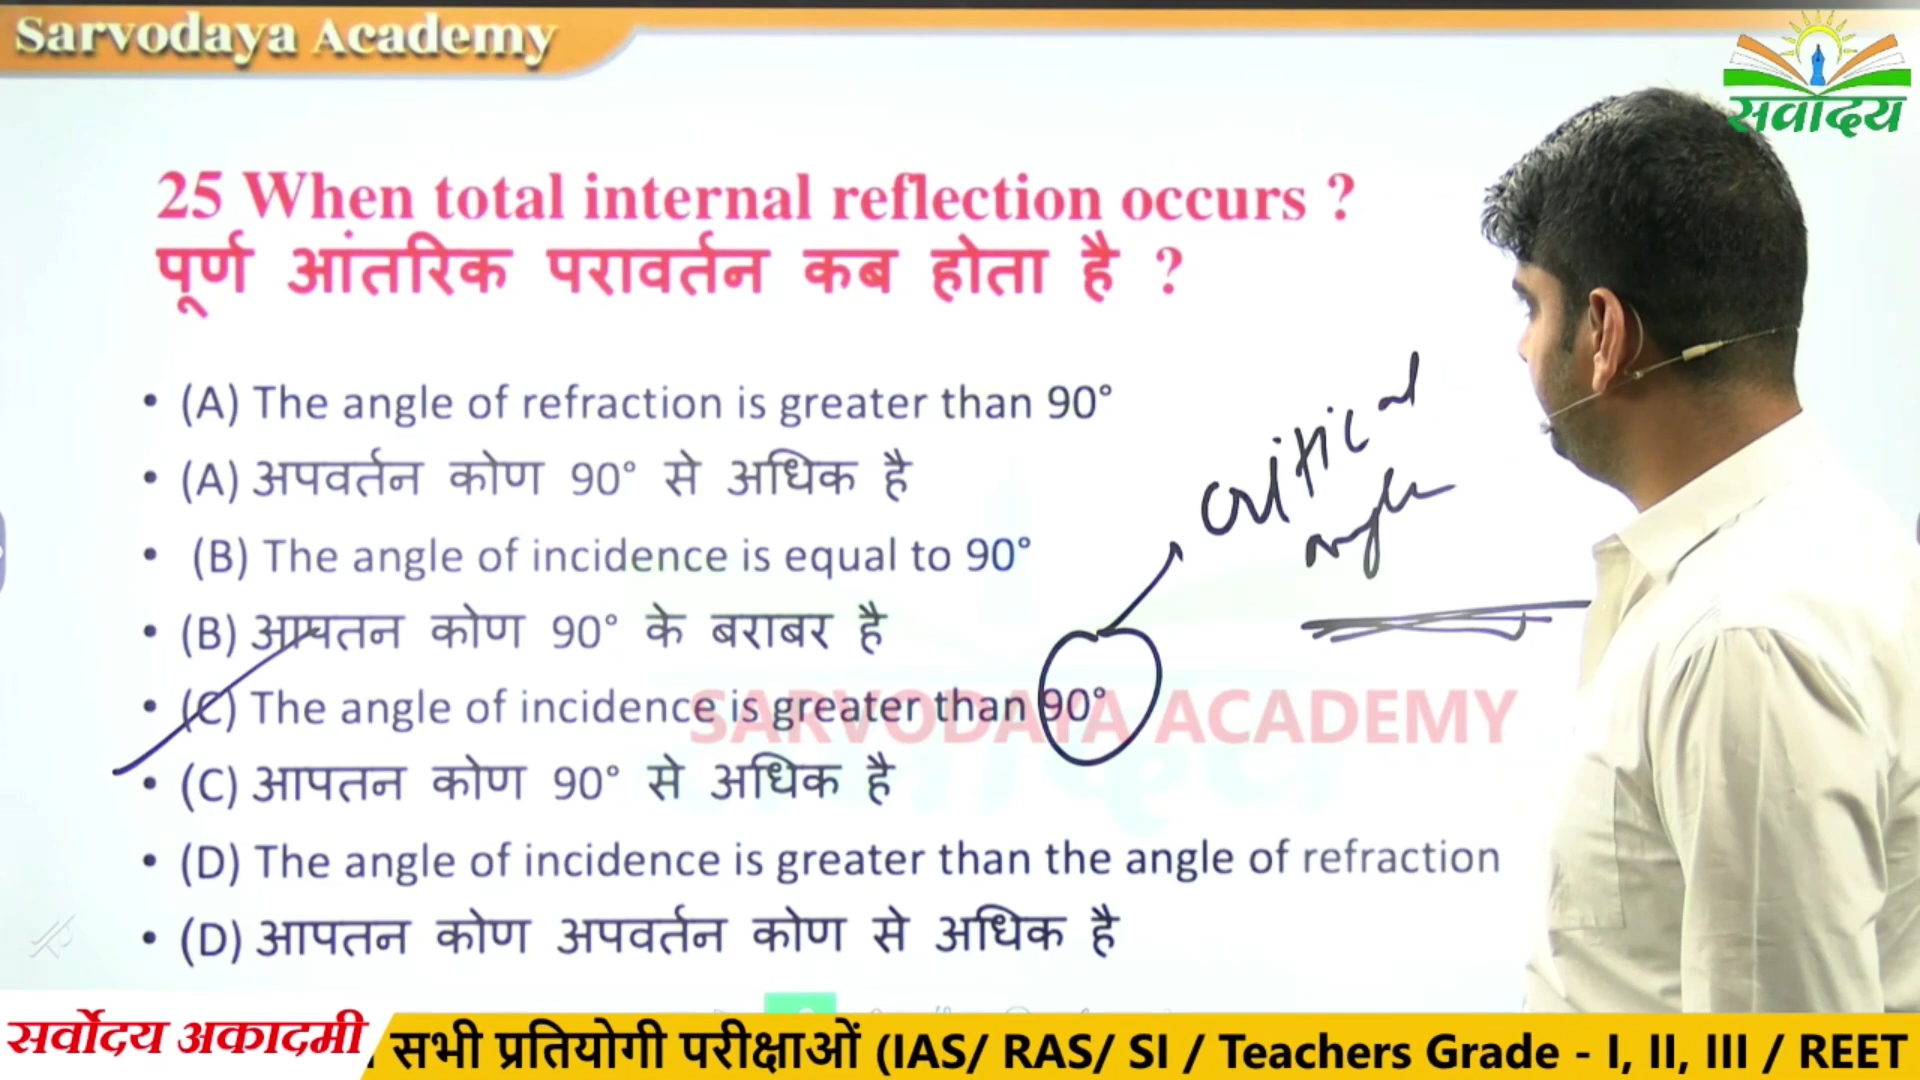 Sarvodaya Academy
सर्वोदय
25 When total internal reflection occurs ?
पूर्ण आंतरिक परावर्तन कब होता है ?
• (A) The angle of refraction is greater than 90°
• (A) अपवर्तन कोण 90° से अधिक है
• (B) The angle of incidence is equal to 90°
• (B) आपतन कोण 90° के बराबर है
• (C) The angle of incidence is greater than 90°
• (C) आपतन कोण 90° से अधिक है
• (D) The angle of incidence is greater than the angle of refraction
• (D) आपतन कोण अपवर्तन कोण से अधिक है
critical
angle
SARVODAYA ACADEMY
सर्वोदय अकादमी
सभी प्रतियोगी परीक्षाओं (IAS/ RAS/ SI / Teachers Grade - I, II, III / REET